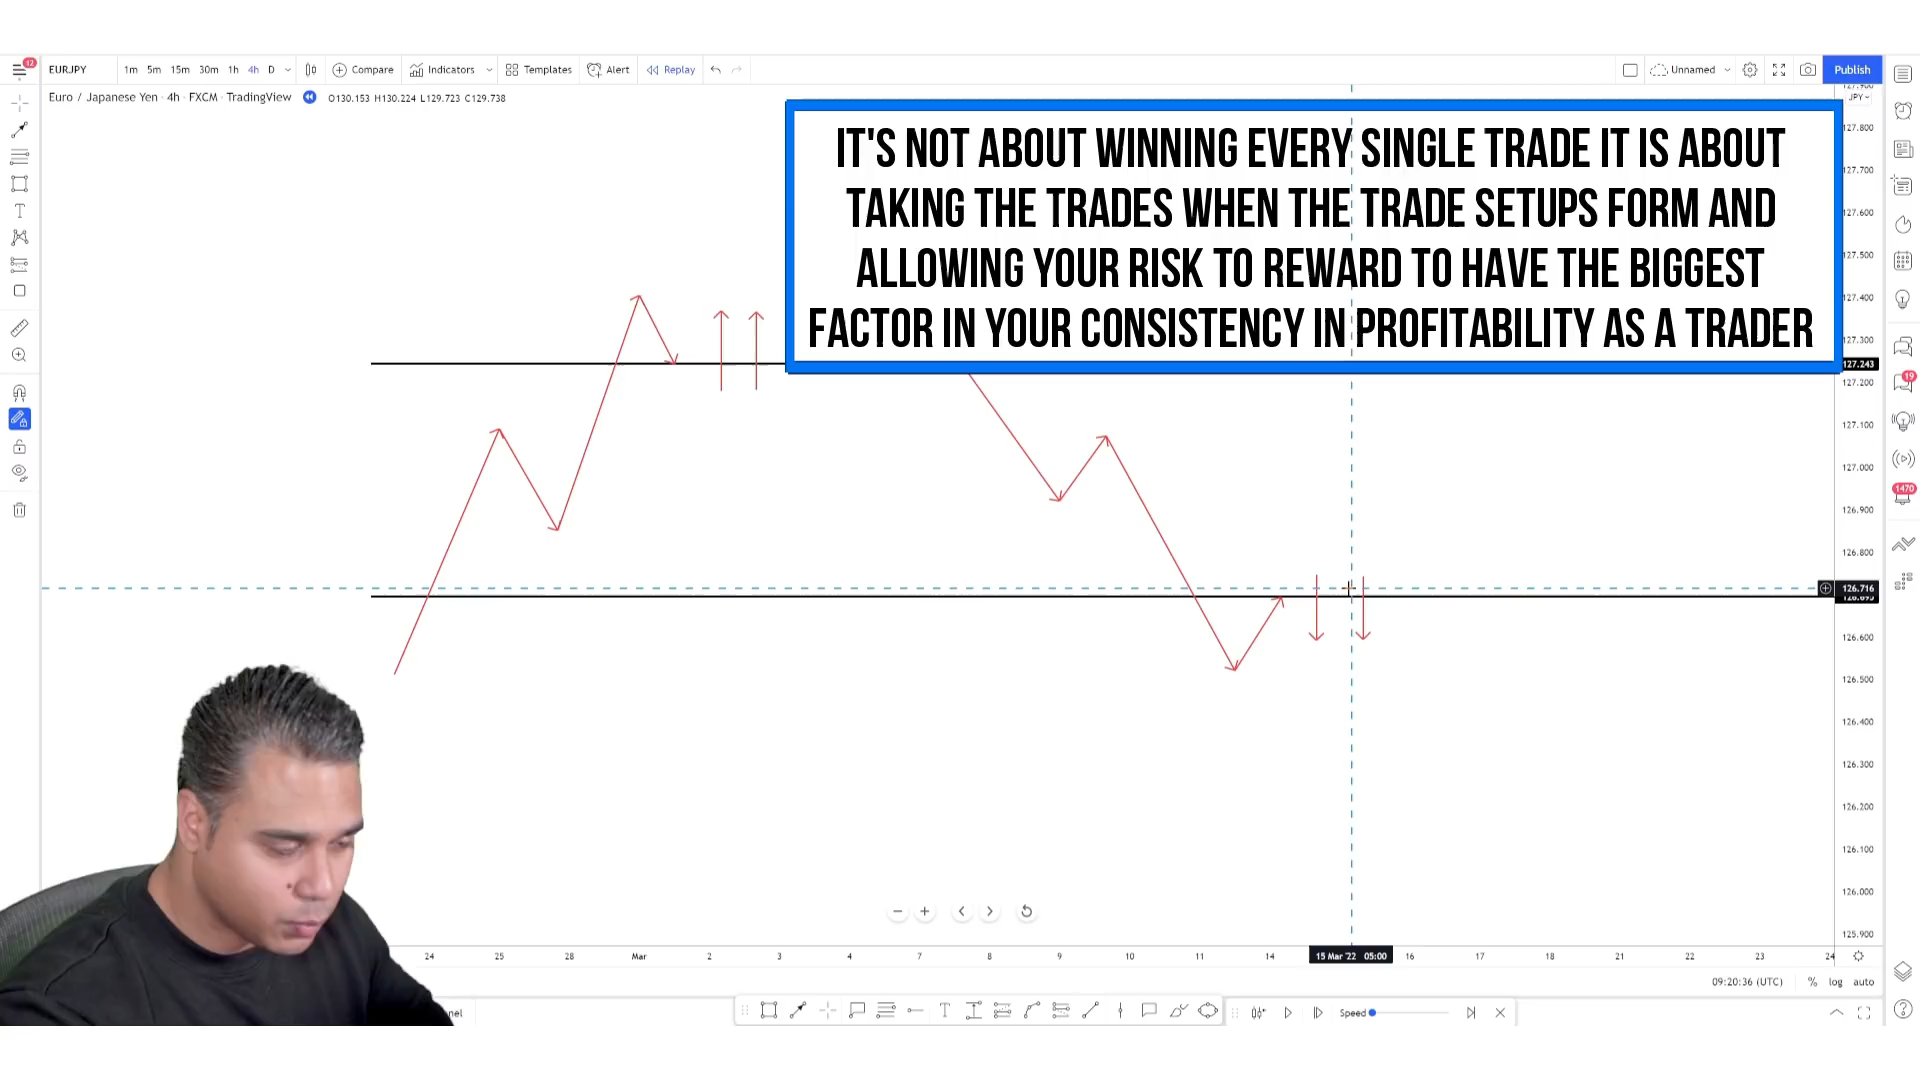 12
EURJPY 1m 5m 15m 30m 1h 4h D Compare Indicators Templates Alert Replay Unnamed Publish
Euro / Japanese Yen · 4h · FXCM · TradingView O130.153 H130.224 L129.723 C129.738
JPY
IT'S NOT ABOUT WINNING EVERY SINGLE TRADE IT IS ABOUT
TAKING THE TRADES WHEN THE TRADE SETUPS FORM AND
ALLOWING YOUR RISK TO REWARD TO HAVE THE BIGGEST
FACTOR IN YOUR CONSISTENCY IN PROFITABILITY AS A TRADER
127.800
127.700
127.600
127.500
127.400
127.300
127.243
127.200
127.100
127.000
126.900
126.800
126.716
126.600
126.500
126.400
126.300
126.200
126.100
126.000
125.900
19
1470
24 25 28 Mar 2 3 4 7 8 9 10 11 14 15 Mar '22 05:00 16 17 18 21 22 23 24
09:20:36 (UTC) % log auto
nel
Speed